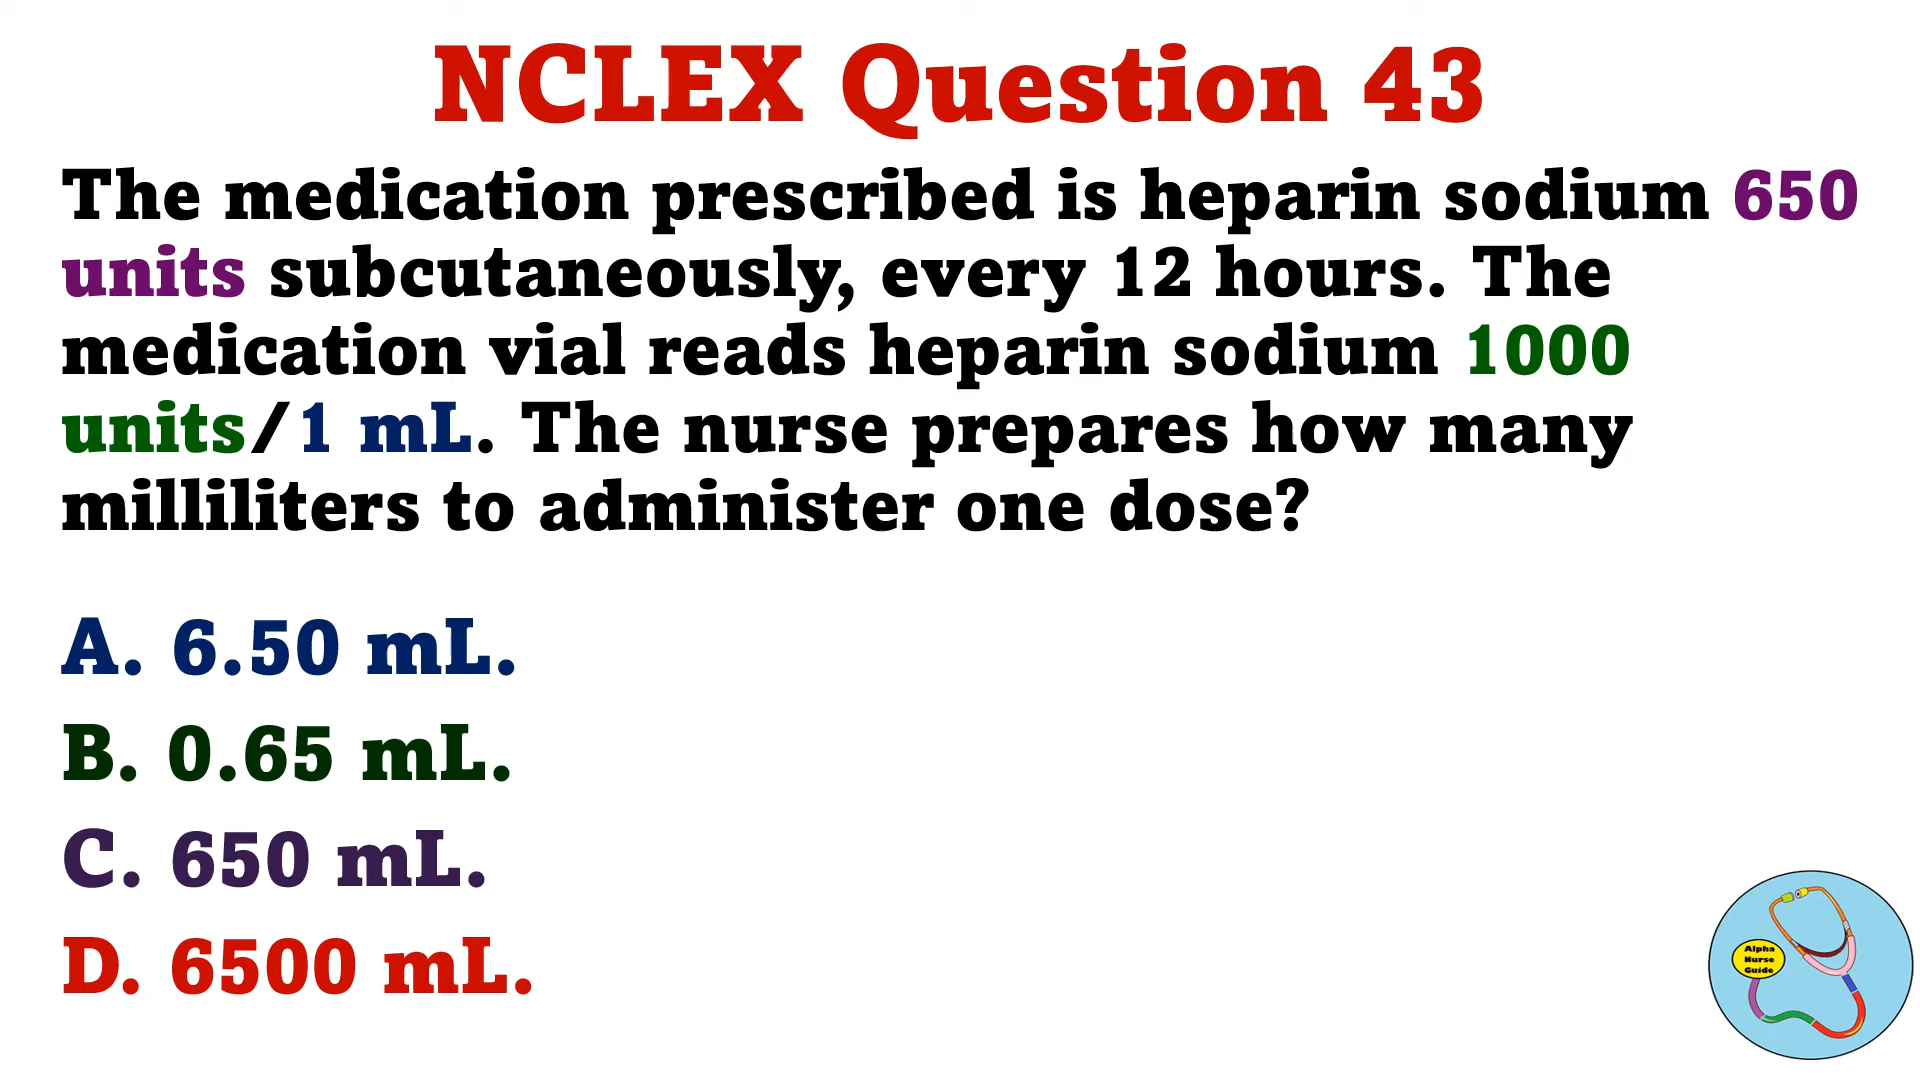 NCLEX Question 43
The medication prescribed is heparin sodium 650
units subcutaneously, every 12 hours. The
medication vial reads heparin sodium 1000
units/1 mL. The nurse prepares how many
milliliters to administer one dose?
A. 6.50 mL.
B. 0.65 mL.
C. 650 mL.
D. 6500 mL.
Alpha
Nurse
Guide